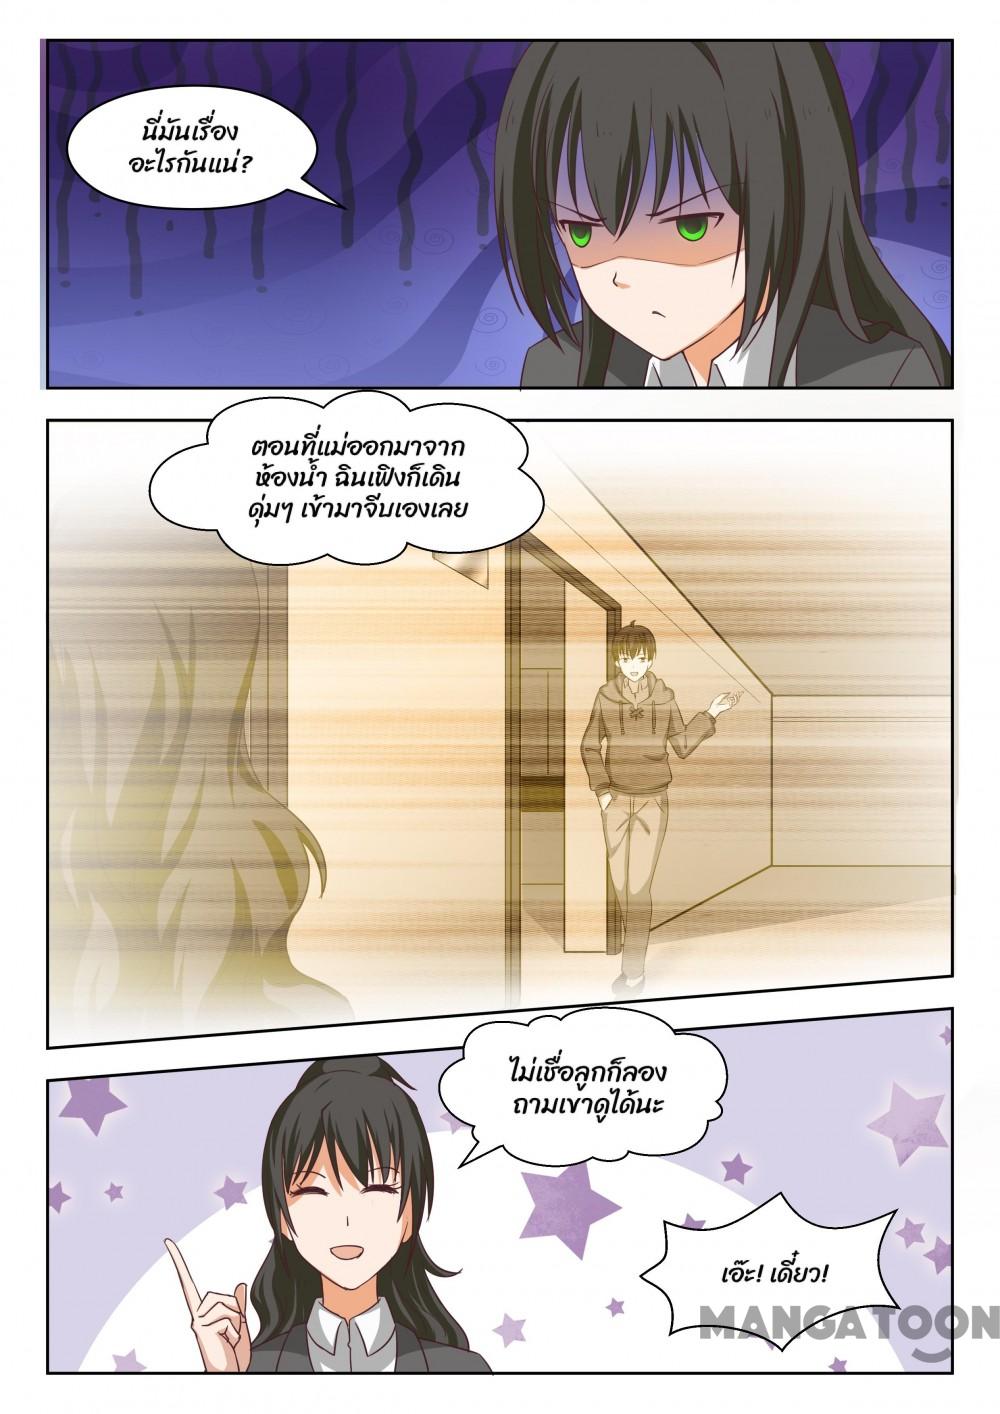 นี่มันเรื่อง
อะไรกันแน่?
ตอนที่แม่ออกมาจาก
ห้องน้ำ ฉินเฟิงก็เดิน
ดุ่มๆ เข้ามาจีบเองเลย
ไม่เชื่อลูกก็ลอง
ถามเขาดูได้นะ
เอ๊ะ! เดี๋ยว!
MANGATOON